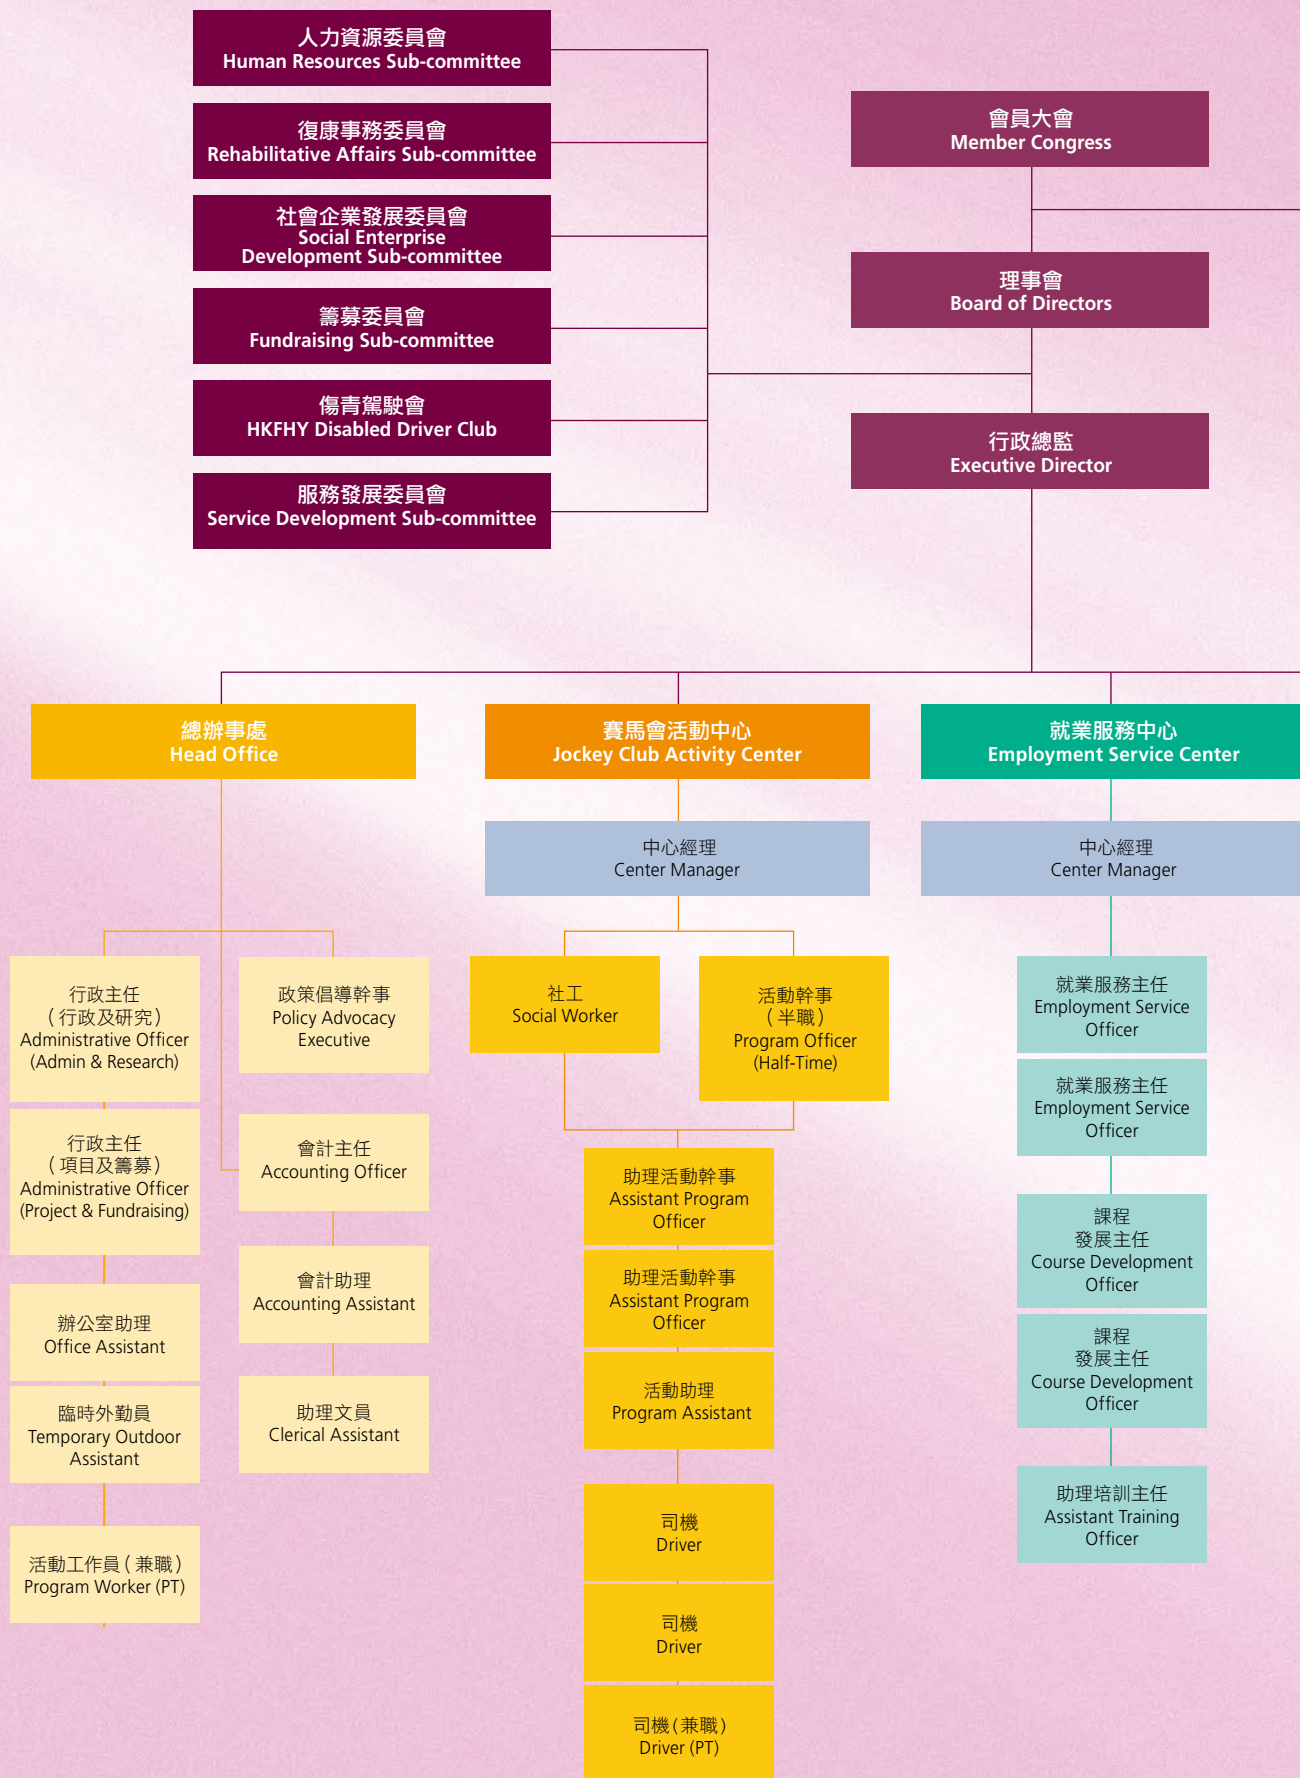 人力資源委員會
Human Resources Sub-committee
復康事務委員會
Rehabilitative Affairs Sub-committee
社會企業發展委員會
Social Enterprise
Development Sub-committee
籌募委員會
Fundraising Sub-committee
傷青駕駛會
HKFHY Disabled Driver Club
服務發展委員會
Service Development Sub-committee
會員大會
Member Congress
理事會
Board of Directors
行政總監
Executive Director
總辦事處
Head Office
行政主任
（行政及研究）
Administrative Officer
(Admin & Research)
行政主任
（項目及籌募）
Administrative Officer
(Project & Fundraising)
辦公室助理
Office Assistant
臨時外勤員
Temporary Outdoor
Assistant
活動工作員（兼職）
Program Worker (PT)
政策倡導幹事
Policy Advocacy
Executive
會計主任
Accounting Officer
會計助理
Accounting Assistant
助理文員
Clerical Assistant
賽馬會活動中心
Jockey Club Activity Center
中心經理
Center Manager
社工
Social Worker
活動幹事
（半職）
Program Officer
(Half-Time)
助理活動幹事
Assistant Program
Officer
助理活動幹事
Assistant Program
Officer
活動助理
Program Assistant
司機
Driver
司機
Driver
司機（兼職）
Driver (PT)
就業服務中心
Employment Service Center
中心經理
Center Manager
就業服務主任
Employment Service
Officer
就業服務主任
Employment Service
Officer
課程
發展主任
Course Development
Officer
課程
發展主任
Course Development
Officer
助理培訓主任
Assistant Training
Officer